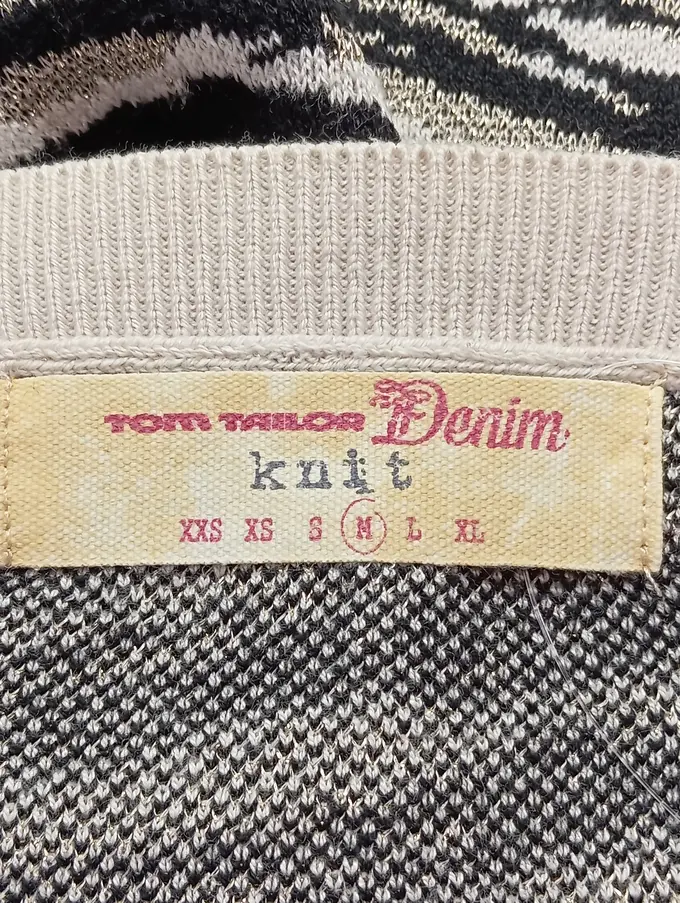 TOM TAILOR Denim
knit
XXS XS S M L XL